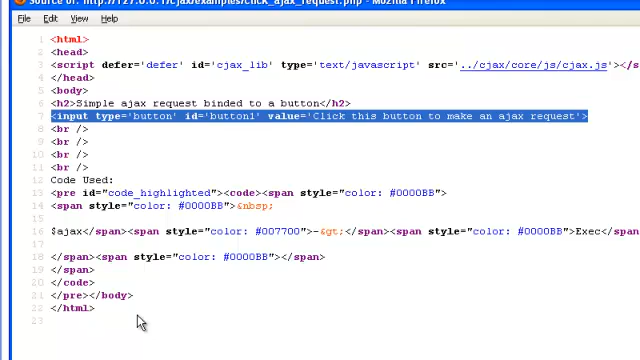 Source of: http://127.0.0.1/cjax/examples/click_ajax_request.php - Mozilla Firefox
File Edit View Help
1 <html>
2 <head>
3 <script defer='defer' id='cjax_lib' type='text/javascript' src='../cjax/core/js/cjax.js'></s
4 </head>
5 <body>
6 <h2>Simple ajax request binded to a button</h2>
7 <input type='button' id='button1' value='Click this button to make an ajax request'>
8 <br />
9 <br />
10 <br />
11 <br />
12 Code Used:
13 <pre id="code_highlighted"><code><span style="color: #0000BB">
14 <span style="color: #0000BB">&nbsp;
15
16 $ajax</span><span style="color: #007700">-&gt;</span><span style="color: #0000BB">Exec</span
17
18 </span><span style="color: #0000BB"></span>
19 </span>
20 </code>
21 </pre></body>
22 </html>
23